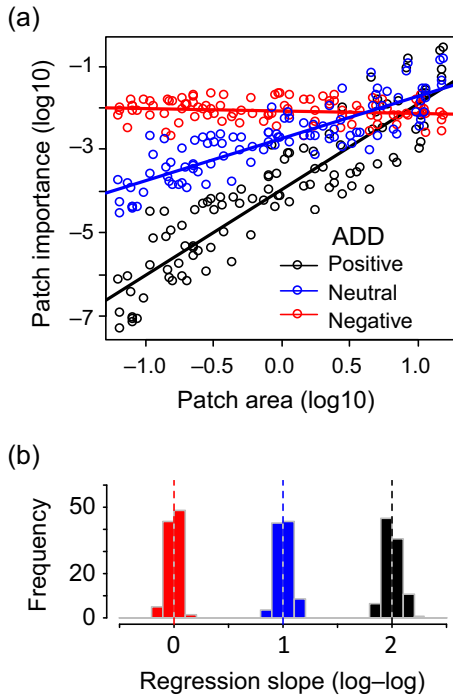 (a)
Patch importance (log10)
–1
–3
–5
–7
ADD
Positive
Neutral
Negative
–1.0 –0.5 0.0 0.5 1.0
Patch area (log10)
(b)
Frequency
50
20
0
0 1 2
Regression slope (log–log)